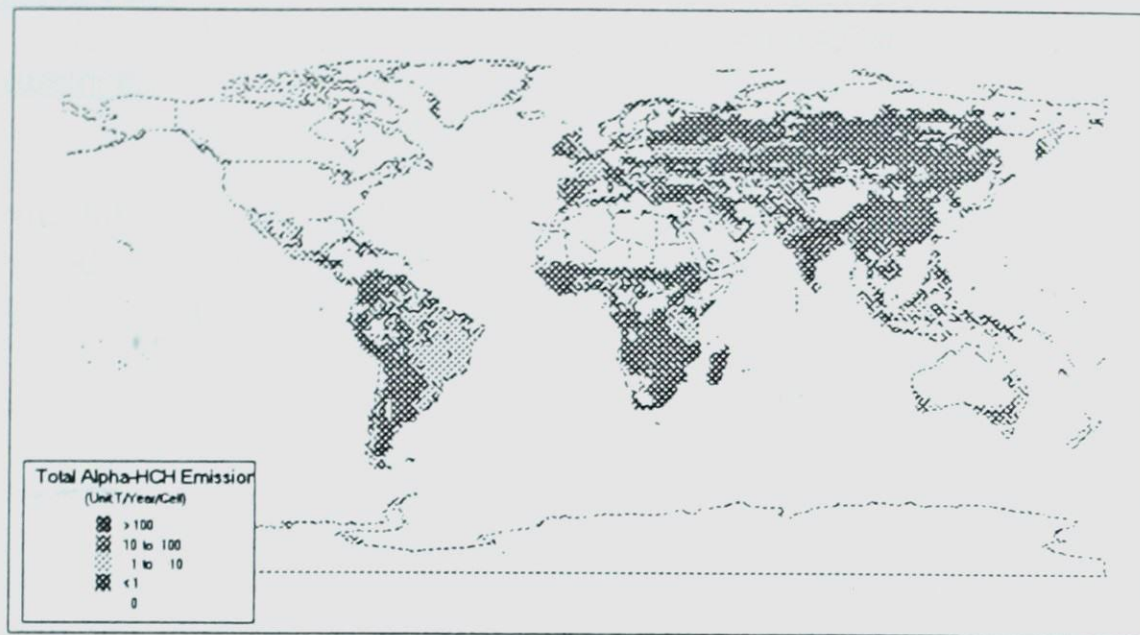 Total Alpha-HCH Emission
(Unit T/Year/Cell)
> 100
10 to 100
1 to 10
< 1
0